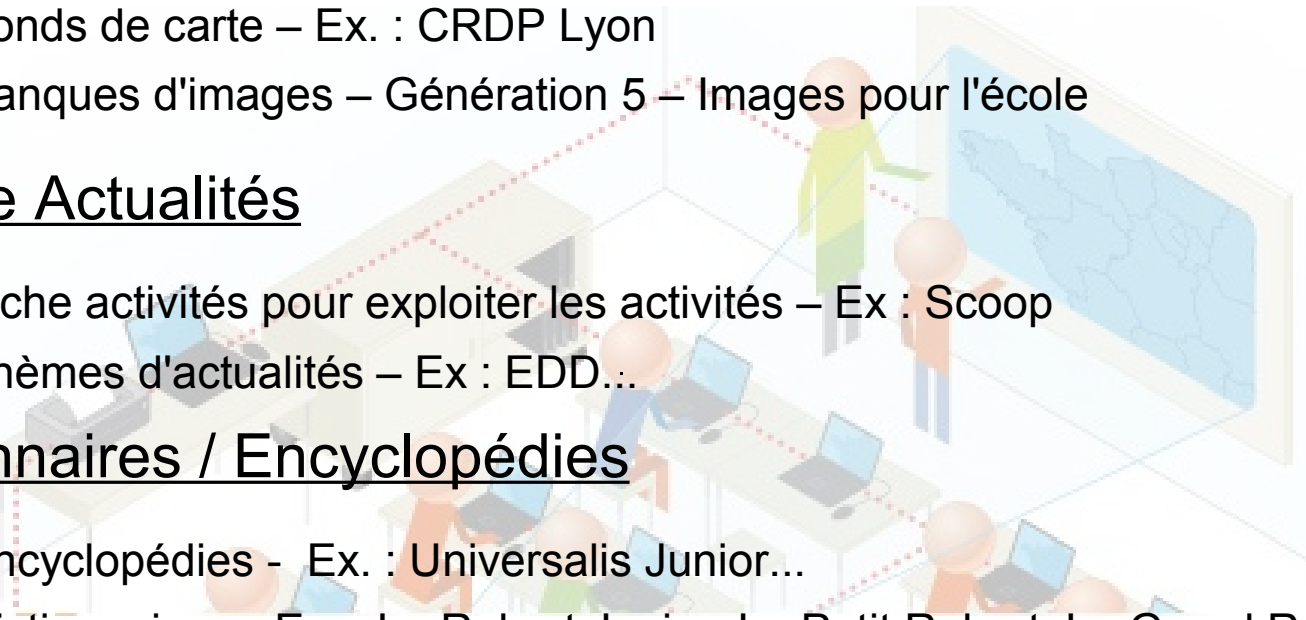 onds de carte – Ex. : CRDP Lyon
anques d'images – Génération 5 – Images pour l'école
e Actualités
che activités pour exploiter les activités – Ex : Scoop
hèmes d'actualités – Ex : EDD...
nnaires / Encyclopédies
ncyclopédies - Ex. : Universalis Junior...